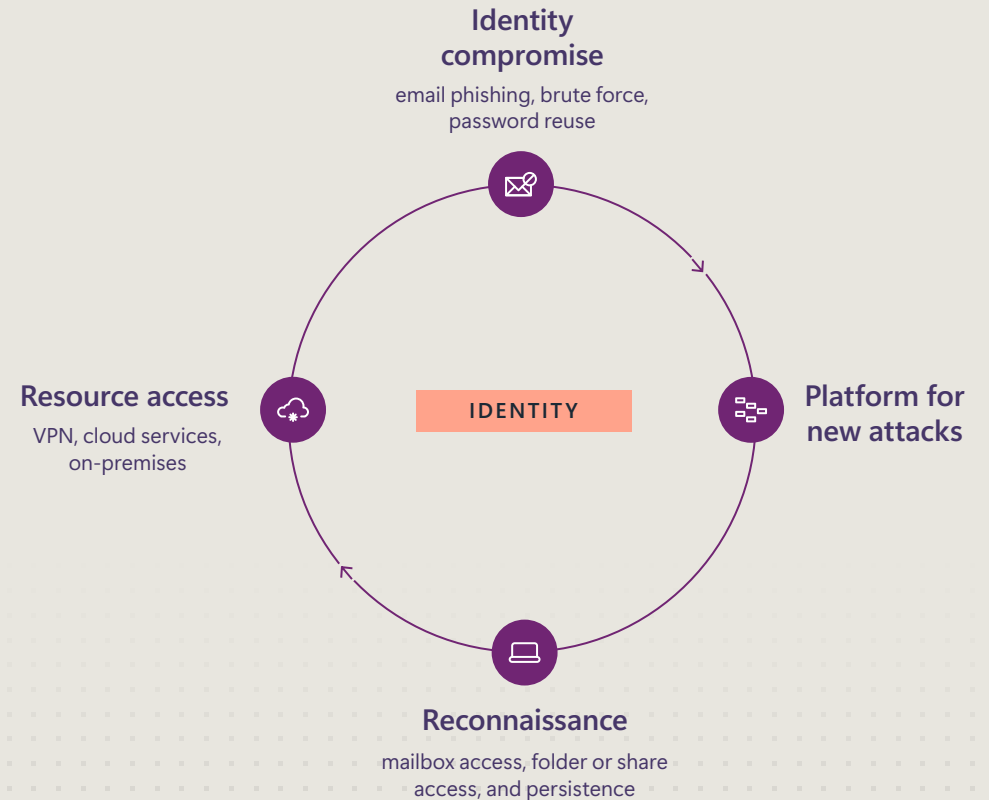 Identity
compromise
email phishing, brute force,
password reuse
Resource access
VPN, cloud services,
on-premises
IDENTITY
Platform for
new attacks
Reconnaissance
mailbox access, folder or share
access, and persistence